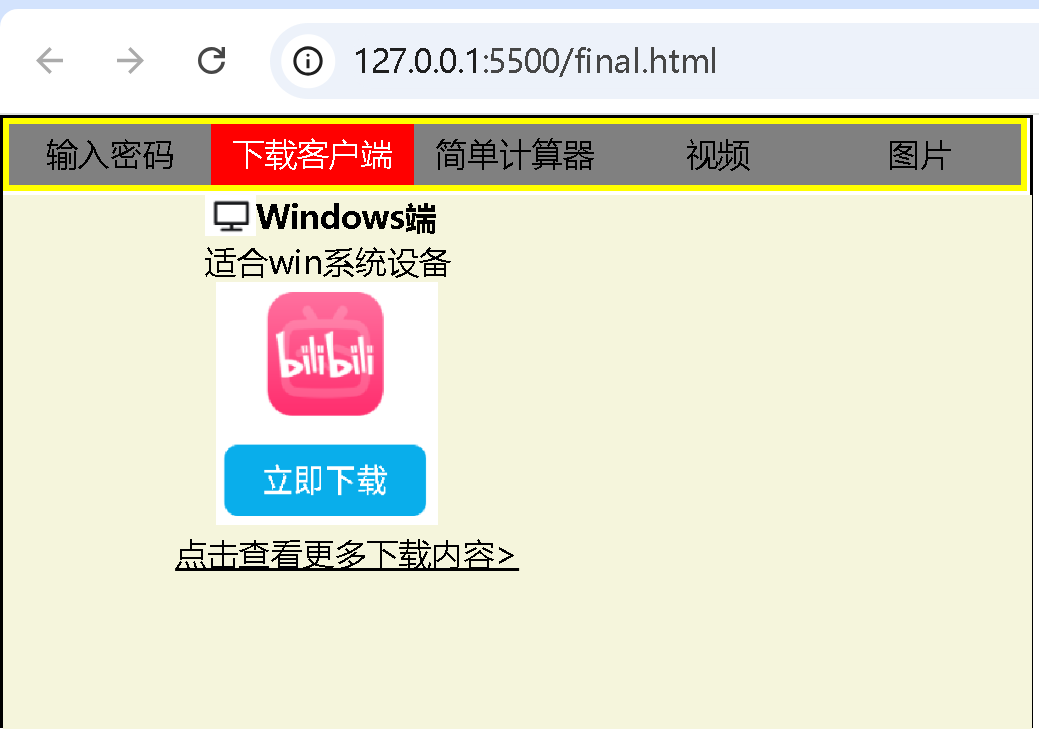 127.0.0.1:5500/final.html
输入密码 下载客户端 简单计算器 视频 图片
Windows端
适合win系统设备
bilibili
立即下载
点击查看更多下载内容>